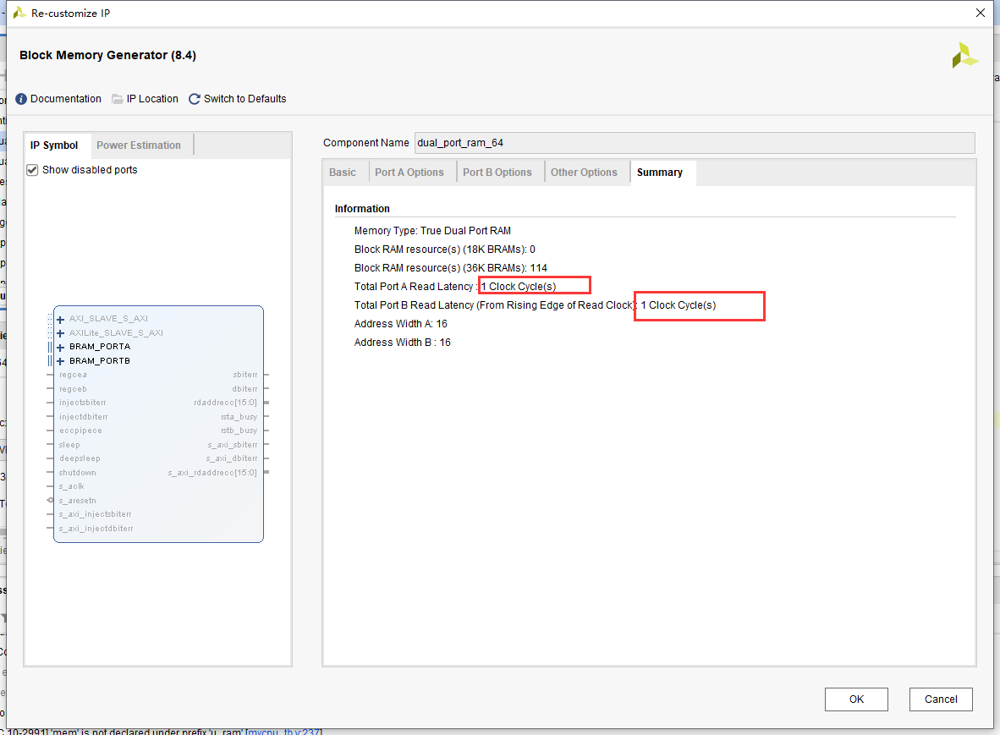 Re-customize IP
Block Memory Generator (8.4)
Documentation IP Location Switch to Defaults
IP Symbol Power Estimation
Show disabled ports
AXI_SLAVE_S_AXI
AXILite_SLAVE_S_AXI
BRAM_PORTA
BRAM_PORTB
regcea sbiterr
regceb dbiterr
injectsbiterr rdaddrecc[15:0]
injectdbiterr rsta_busy
eccpipece rstb_busy
sleep s_axi_sbiterr
deepsleep s_axi_dbiterr
shutdown s_axi_rdaddrecc[15:0]
s_aclk
s_aresetn
s_axi_injectsbiterr
s_axi_injectdbiterr
Component Name dual_port_ram_64
Basic Port A Options Port B Options Other Options Summary
Information
Memory Type: True Dual Port RAM
Block RAM resource(s) (18K BRAMs): 0
Block RAM resource(s) (36K BRAMs): 114
Total Port A Read Latency : 1 Clock Cycle(s)
Total Port B Read Latency (From Rising Edge of Read Clock): 1 Clock Cycle(s)
Address Width A: 16
Address Width B : 16
OK Cancel
10-2991] 'mem' is not declared under prefix 'u_ram' [mycpu_tb.v:237]